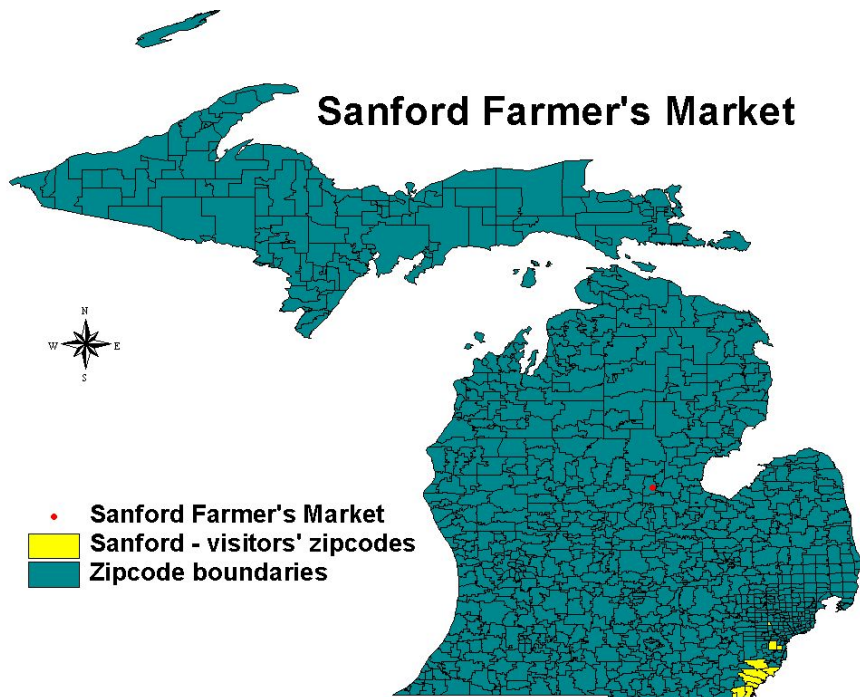 Sanford Farmer's Market
N
W E
S
Sanford Farmer's Market
Sanford - visitors' zipcodes
Zipcode boundaries